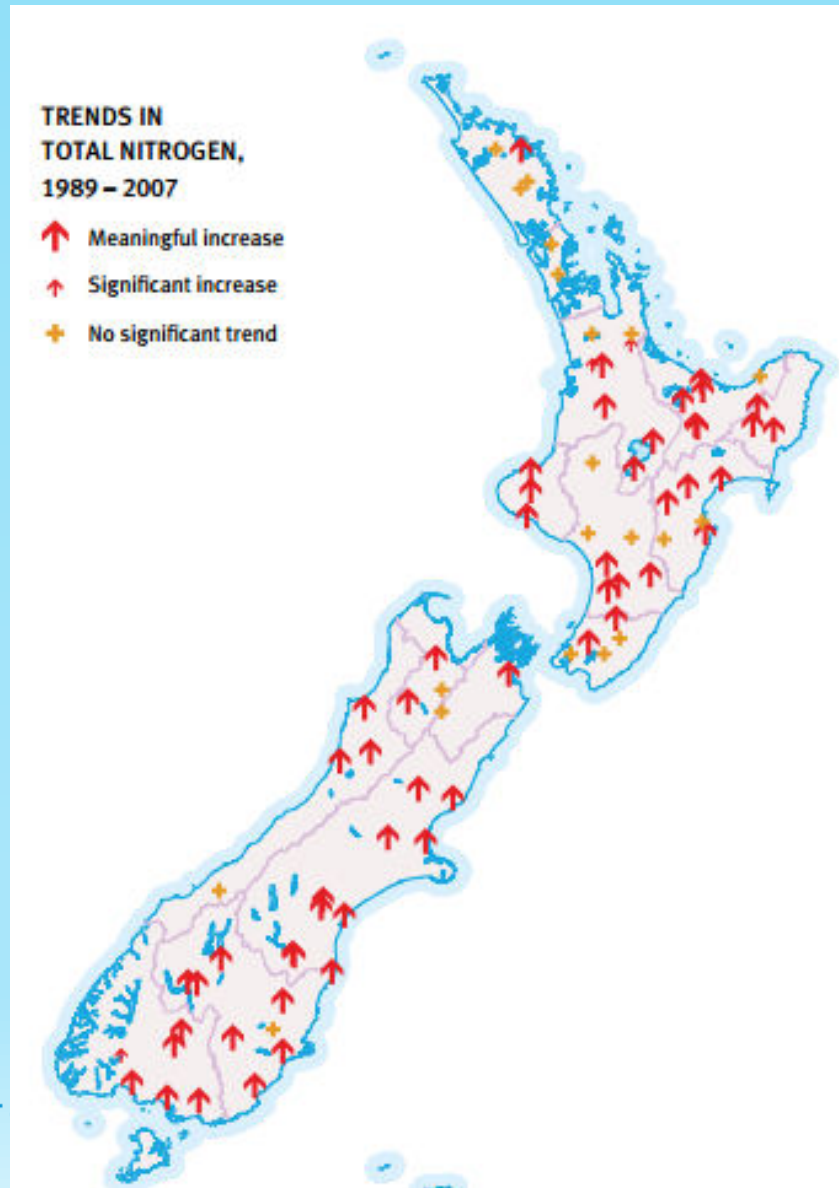 TRENDS IN
TOTAL NITROGEN,
1989 – 2007
Meaningful increase
Significant increase
No significant trend